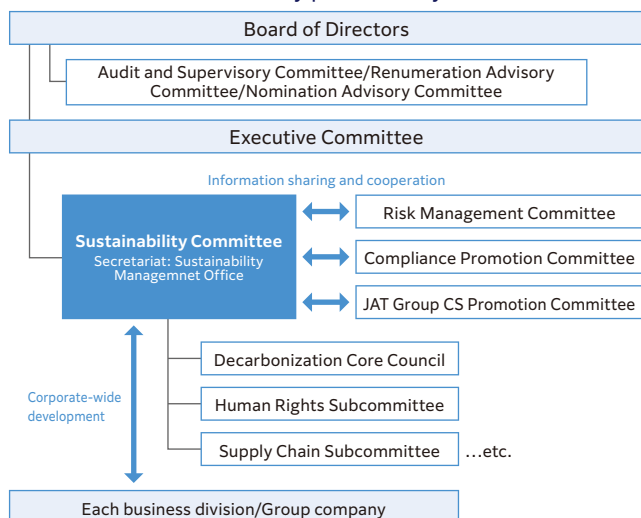 Board of Directors
Audit and Supervisory Committee/Renumeration Advisory
Committee/Nomination Advisory Committee
Executive Committee
Information sharing and cooperation
Sustainability Committee
Secretariat: Sustainability
Managemnet Office
Risk Management Committee
Compliance Promotion Committee
JAT Group CS Promotion Committee
Decarbonization Core Council
Human Rights Subcommittee
Supply Chain Subcommittee …etc.
Corporate-wide
development
Each business division/Group company